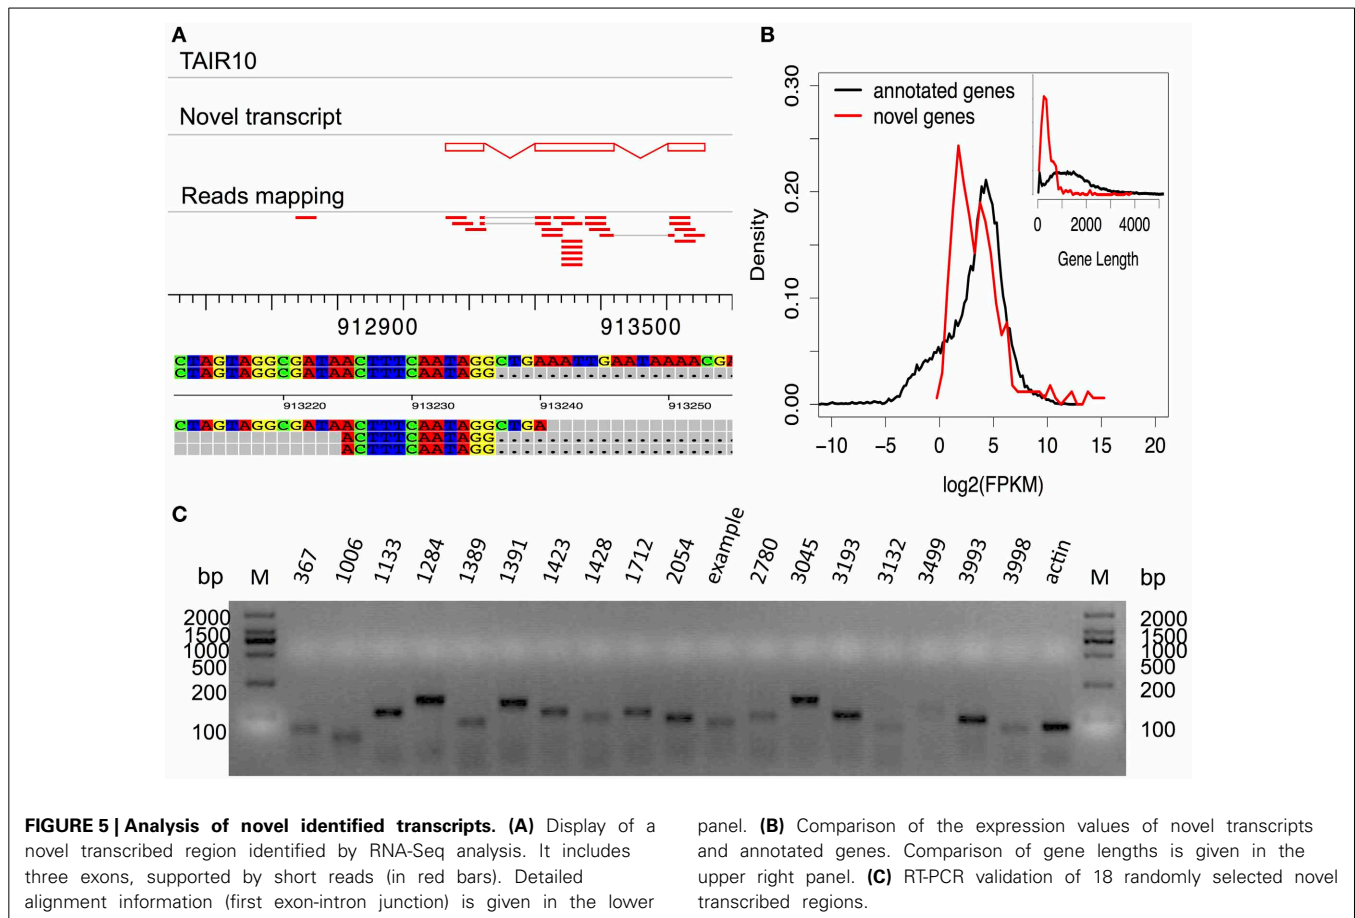 A
TAIR10
Novel transcript
Reads mapping
912900 913500
CTAGTAGGCGATAACTTTCAATAGGCTGAAATTGAATAAAACGA
CTAGTAGGCGATAACTTTCAATAGG-------------------
913220 913230 913240 913250
CTAGTAGGCGATAACTTTCAATAGGCTGA
ACTTTCAATAGG-------------------
ACTTTCAATAGG-------------------
B
annotated genes
novel genes
Density
0.00 0.10 0.20 0.30
−10 −5 0 5 10 15 20
log2(FPKM)
0 2000 4000
Gene Length
C
bp M 367 1006 1133 1284 1389 1391 1423 1428 1712 2054 example 2780 3045 3193 3132 3499 3993 3998 actin M bp
2000 2000
1500 1500
1000 1000
500 500
200 200
100 100
FIGURE 5 | Analysis of novel identified transcripts. (A) Display of a
novel transcribed region identified by RNA-Seq analysis. It includes
three exons, supported by short reads (in red bars). Detailed
alignment information (first exon-intron junction) is given in the lower
panel. (B) Comparison of the expression values of novel transcripts
and annotated genes. Comparison of gene lengths is given in the
upper right panel. (C) RT-PCR validation of 18 randomly selected novel
transcribed regions.